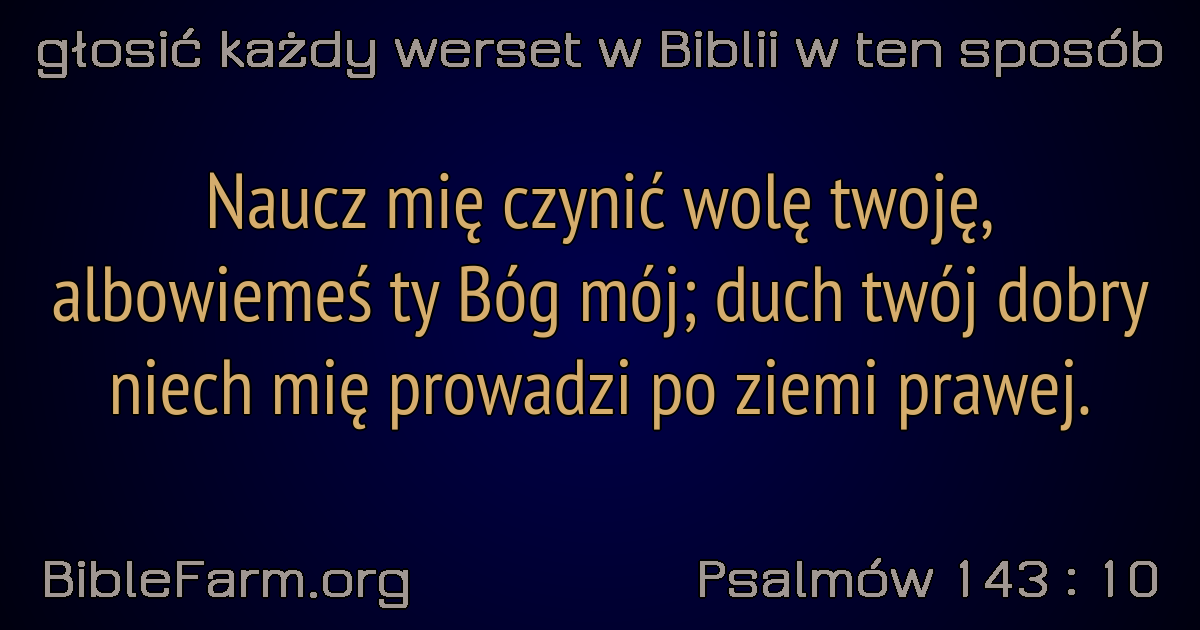 głosić każdy werset w Biblii w ten sposób
Naucz mię czynić wolę twoję,
albowiemeś ty Bóg mój; duch twój dobry
niech mię prowadzi po ziemi prawej.
BibleFarm.org
Psalmów 143 : 10